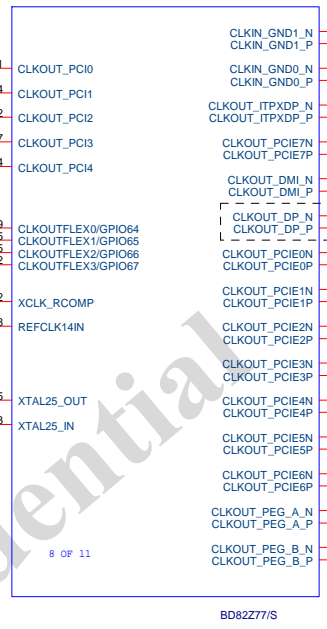 CLKIN_GND1_N
CLKIN_GND1_P
CLKOUT_PCI0
CLKIN_GND0_N
CLKIN_GND0_P
CLKOUT_PCI1
CLKOUT_ITPXDP_N
CLKOUT_PCI2
CLKOUT_ITPXDP_P
CLKOUT_PCI3
CLKOUT_PCIE7N
CLKOUT_PCIE7P
CLKOUT_PCI4
CLKOUT_DMI_N
CLKOUT_DMI_P
CLKOUT_DP_N
CLKOUT_DP_P
CLKOUTFLEX0/GPIO64
CLKOUTFLEX1/GPIO65
CLKOUTFLEX2/GPIO66
CLKOUTFLEX3/GPIO67
CLKOUT_PCIE0N
CLKOUT_PCIE0P
CLKOUT_PCIE1N
CLKOUT_PCIE1P
XCLK_RCOMP
REFCLK14IN
CLKOUT_PCIE2N
CLKOUT_PCIE2P
CLKOUT_PCIE3N
CLKOUT_PCIE3P
XTAL25_OUT
CLKOUT_PCIE4N
CLKOUT_PCIE4P
XTAL25_IN
CLKOUT_PCIE5N
CLKOUT_PCIE5P
CLKOUT_PCIE6N
CLKOUT_PCIE6P
CLKOUT_PEG_A_N
CLKOUT_PEG_A_P
8 OF 11
CLKOUT_PEG_B_N
CLKOUT_PEG_B_P
BD82Z77/S